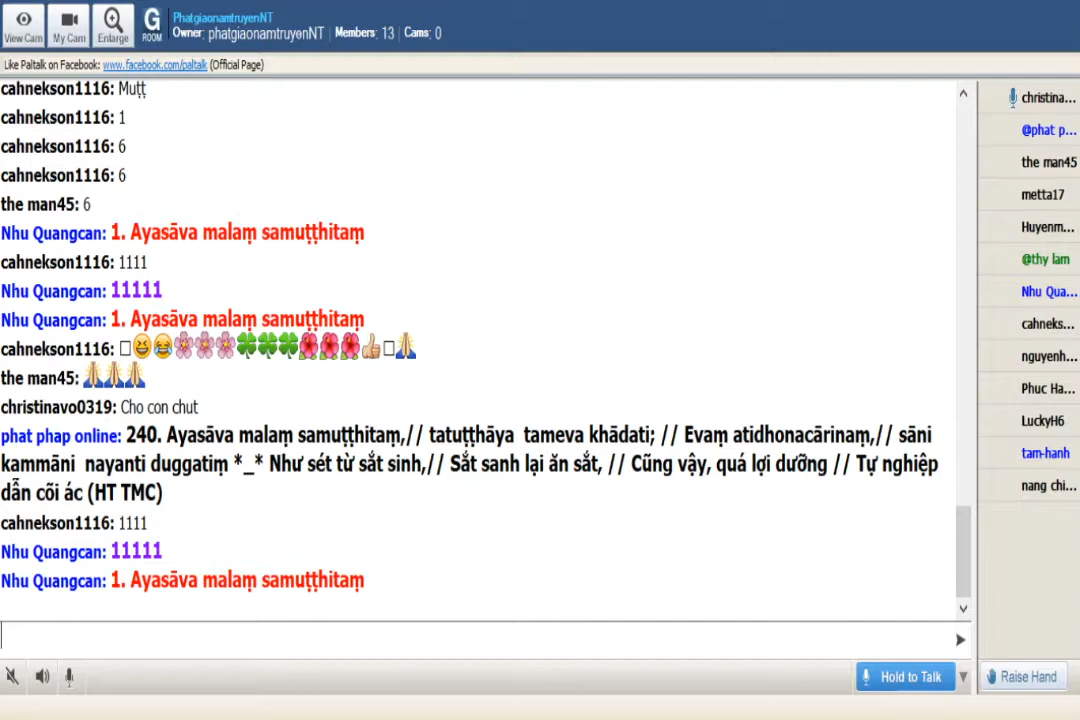 View Cam
My Cam
Enlarge
G
ROOM
PhatgiaonamtruyenNT
Owner: phatgiaonamtruyenNT Members: 13 Cams: 0
Like Paltalk on Facebook: www.facebook.com/paltalk (Official Page)
cahnekson1116: Muṭṭ
cahnekson1116: 1
cahnekson1116: 6
cahnekson1116: 6
the man45: 6
Nhu Quangcan: 1. Ayasāva malaṃ samuṭṭhitaṃ
cahnekson1116: 1111
Nhu Quangcan: 11111
Nhu Quangcan: 1. Ayasāva malaṃ samuṭṭhitaṃ
cahnekson1116: 😆😂🌸🌸🌸🍀🍀🍀🌺🌺🌺👍🙏
the man45: 🙏🙏🙏
christinavo0319: Cho con chut
phat phap online: 240. Ayasāva malaṃ samuṭṭhitaṃ,// tatuṭṭhāya tameva khādati; // Evaṃ atidhonacārinaṃ,// sāni
kammāni nayanti duggatiṃ *_* Như sét từ sắt sinh,// Sắt sanh lại ăn sắt, // Cũng vậy, quá lợi dưỡng // Tự nghiệp
dẫn cõi ác (HT TMC)
cahnekson1116: 1111
Nhu Quangcan: 11111
Nhu Quangcan: 1. Ayasāva malaṃ samuṭṭhitaṃ
christina...
@phat p...
the man45
metta17
Huyenm...
@thy lam
Nhu Qua...
cahneks...
nguyenh...
Phuc Ha...
LuckyH6
tam-hanh
nang chi...
Hold to Talk
Raise Hand